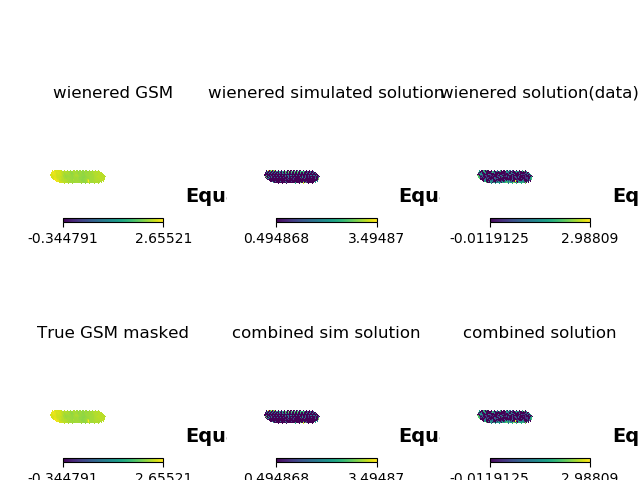 wienered GSM
wienered simulated solution
wienered solution(data)
Equ
Equ
Eq
-0.344791 2.65521
0.494868 3.49487
-0.0119125 2.98809
True GSM masked
combined sim solution
combined solution
Equ
Equ
Eq
-0.344791 2.65521
0.494868 3.49487
-0.0119125 2.98809